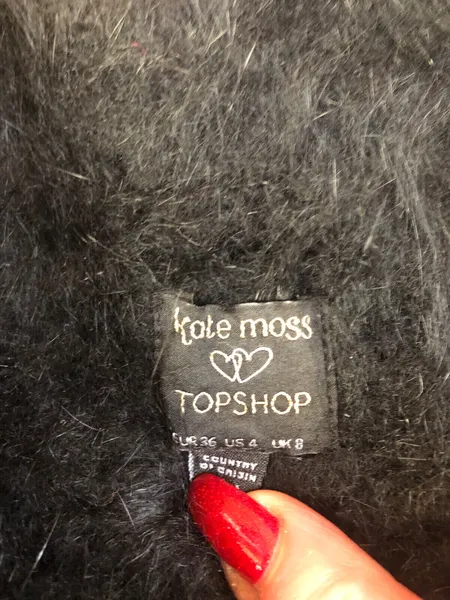 kate moss
TOPSHOP
EUR 36 US 4 UK 8
COUNTRY
OF ORIGIN